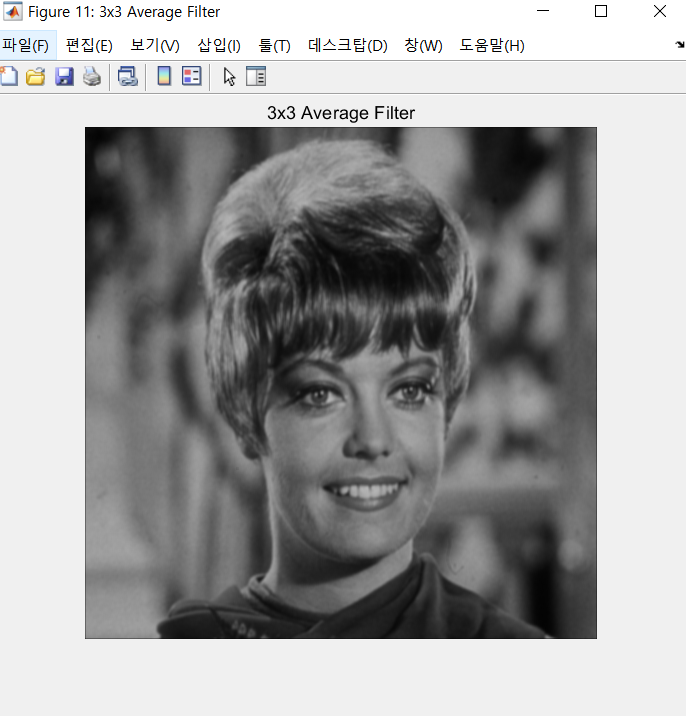 Figure 11: 3x3 Average Filter
파일(F) 편집(E) 보기(V) 삽입(I) 툴(T) 데스크탑(D) 창(W) 도움말(H)
3x3 Average Filter